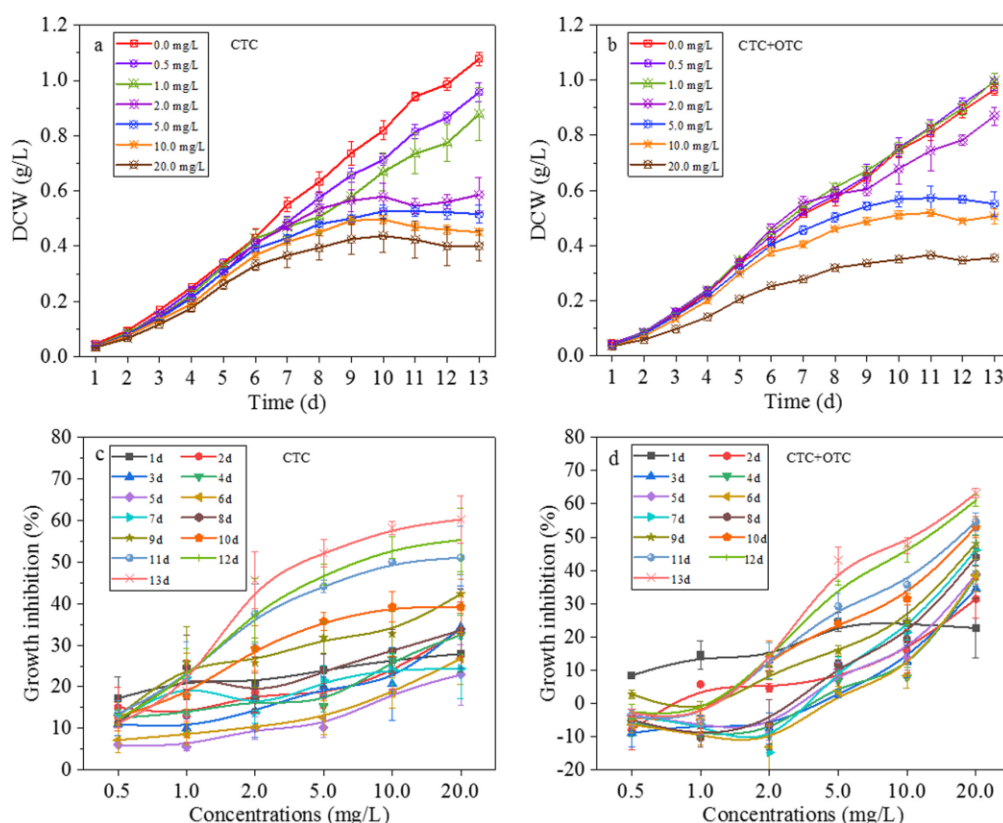 a CTC
0.0 mg/L
0.5 mg/L
1.0 mg/L
2.0 mg/L
5.0 mg/L
10.0 mg/L
20.0 mg/L
1.2
1.0
0.8
0.6
0.4
0.2
0.0
DCW (g/L)
1 2 3 4 5 6 7 8 9 10 11 12 13
Time (d)
b CTC+OTC
0.0 mg/L
0.5 mg/L
1.0 mg/L
2.0 mg/L
5.0 mg/L
10.0 mg/L
20.0 mg/L
1.2
1.0
0.8
0.6
0.4
0.2
0.0
DCW (g/L)
1 2 3 4 5 6 7 8 9 10 11 12 13
Time (d)
c CTC
1d 2d
3d 4d
5d 6d
7d 8d
9d 10d
11d 12d
13d
80
70
60
50
40
30
20
10
0
Growth inhibition (%)
0.5 1.0 2.0 5.0 10.0 20.0
Concentrations (mg/L)
d CTC+OTC
1d 2d
3d 4d
5d 6d
7d 8d
9d 10d
11d 12d
13d
80
70
60
50
40
30
20
10
0
-10
-20
Growth inhibition (%)
0.5 1.0 2.0 5.0 10.0 20.0
Concentrations (mg/L)